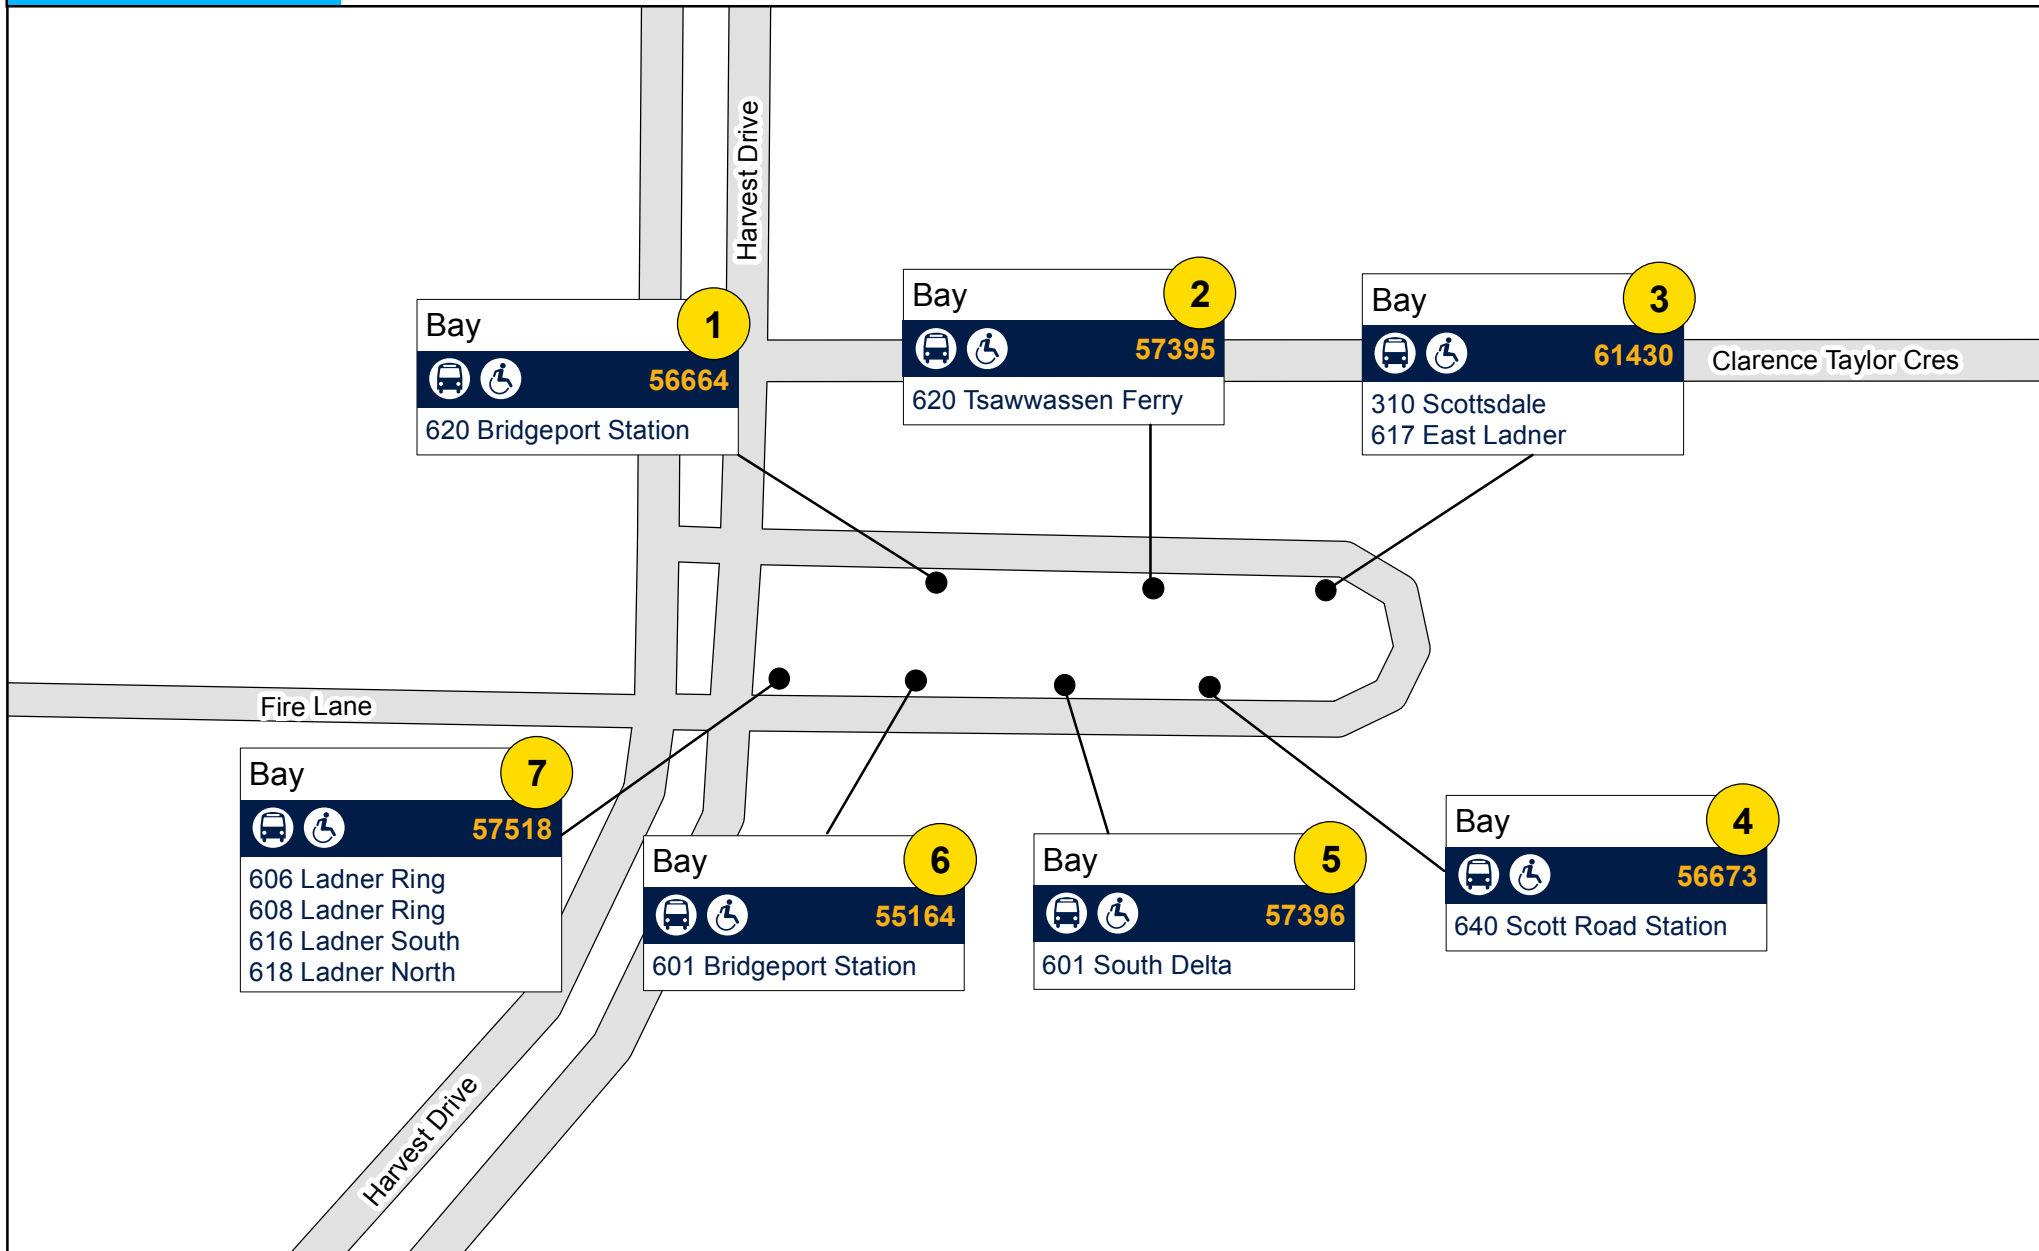 Harvest Drive
Bay
1
56664
620 Bridgeport Station
Bay
2
57395
620 Tsawwassen Ferry
Bay
3
61430
310 Scottsdale
617 East Ladner
Clarence Taylor Cres
Fire Lane
Bay
7
57518
606 Ladner Ring
608 Ladner Ring
616 Ladner South
618 Ladner North
Bay
6
55164
601 Bridgeport Station
Bay
5
57396
601 South Delta
Bay
4
56673
640 Scott Road Station
Harvest Drive